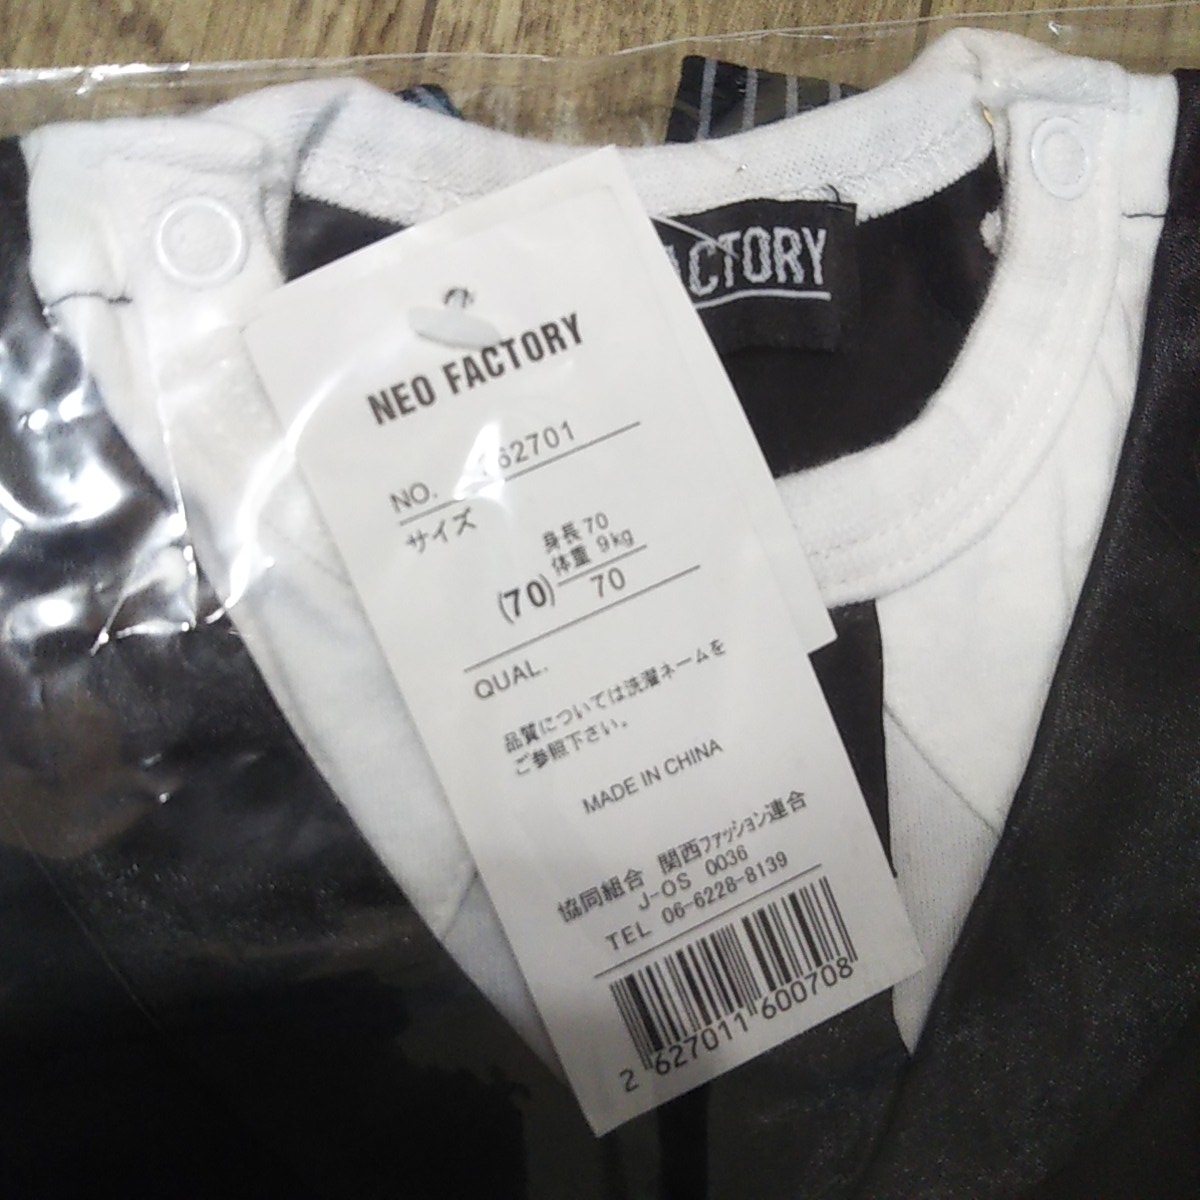 FACTORY
NEO FACTORY
NO. 162701
サイズ
身長 70
体重 9kg
(70) 70
QUAL.
品質については洗濯ネームを
ご参照下さい。
MADE IN CHINA
協同組合 関西ファッション連合
J-OS 0036
TEL 06-6228-8139
2 627011 600708